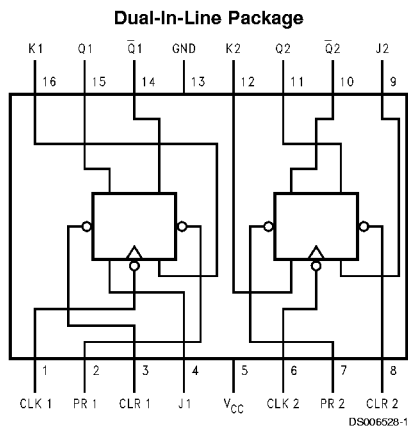 Dual-In-Line Package
K1 Q1 Q̅1 GND K2 Q2 Q̅2 J2
16 15 14 13 12 11 10 9
1 2 3 4 5 6 7 8
CLK 1 PR 1 CLR 1 J1 VCC CLK 2 PR 2 CLR 2
DS006528-1